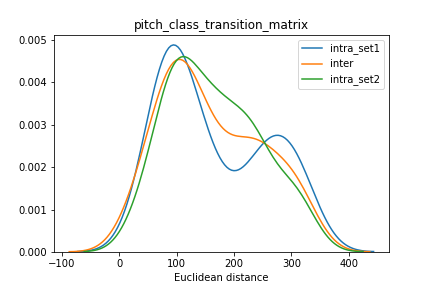 pitch_class_transition_matrix
0.005
0.004
0.003
0.002
0.001
0.000
intra_set1
inter
intra_set2
-100 0 100 200 300 400
Euclidean distance